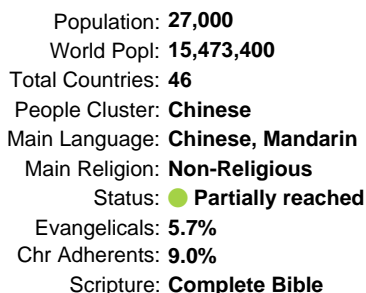 Population: 27,000
World Popl: 15,473,400
Total Countries: 46
People Cluster: Chinese
Main Language: Chinese, Mandarin
Main Religion: Non-Religious
Status: Partially reached
Evangelicals: 5.7%
Chr Adherents: 9.0%
Scripture: Complete Bible